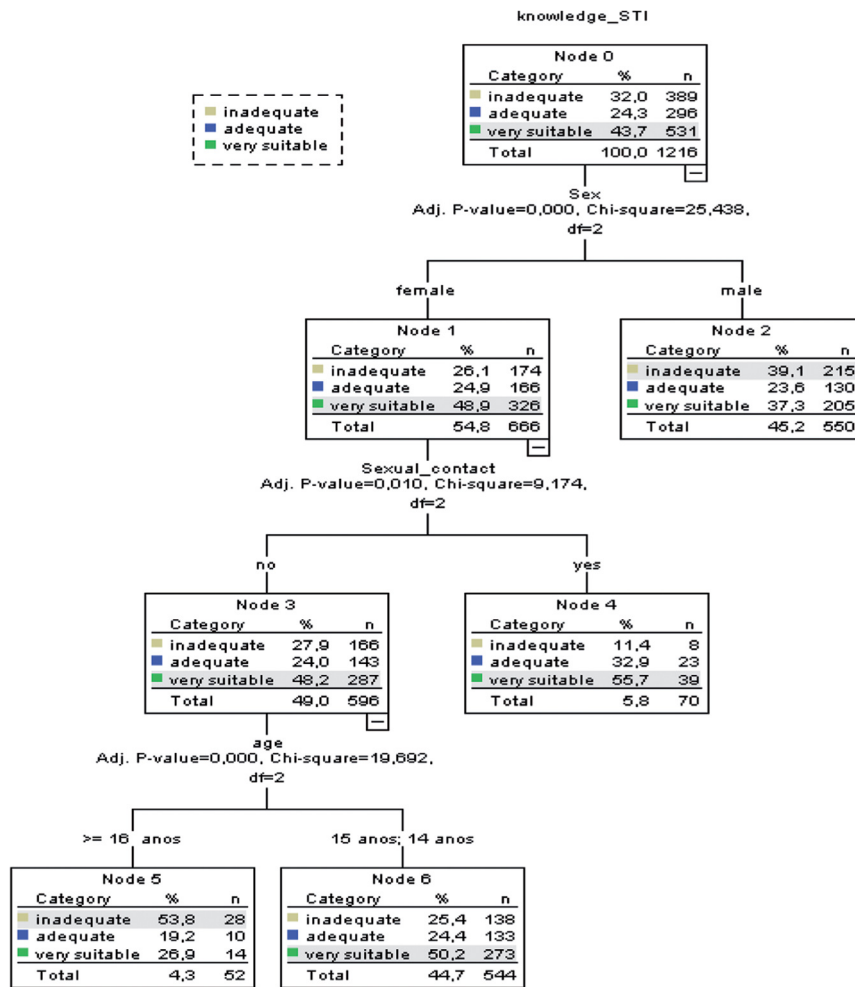 knowledge_STI
inadequate
adequate
very suitable
Node 0
Category % n
inadequate 32,0 389
adequate 24,3 296
very suitable 43,7 531
Total 100,0 1216
Sex
Adj. P-value=0,000, Chi-square=25,438,
df=2
female
male
Node 1
Category % n
inadequate 26,1 174
adequate 24,9 166
very suitable 48,9 326
Total 54,8 666
Node 2
Category % n
inadequate 39,1 215
adequate 23,6 130
very suitable 37,3 205
Total 45,2 550
Sexual_contact
Adj. P-value=0,010, Chi-square=9,174,
df=2
no
yes
Node 3
Category % n
inadequate 27,9 166
adequate 24,0 143
very suitable 48,2 287
Total 49,0 596
Node 4
Category % n
inadequate 11,4 8
adequate 32,9 23
very suitable 55,7 39
Total 5,8 70
age
Adj. P-value=0,000, Chi-square=19,692,
df=2
>= 16 anos
15 anos; 14 anos
Node 5
Category % n
inadequate 53,8 28
adequate 19,2 10
very suitable 26,9 14
Total 4,3 52
Node 6
Category % n
inadequate 25,4 138
adequate 24,4 133
very suitable 50,2 273
Total 44,7 544